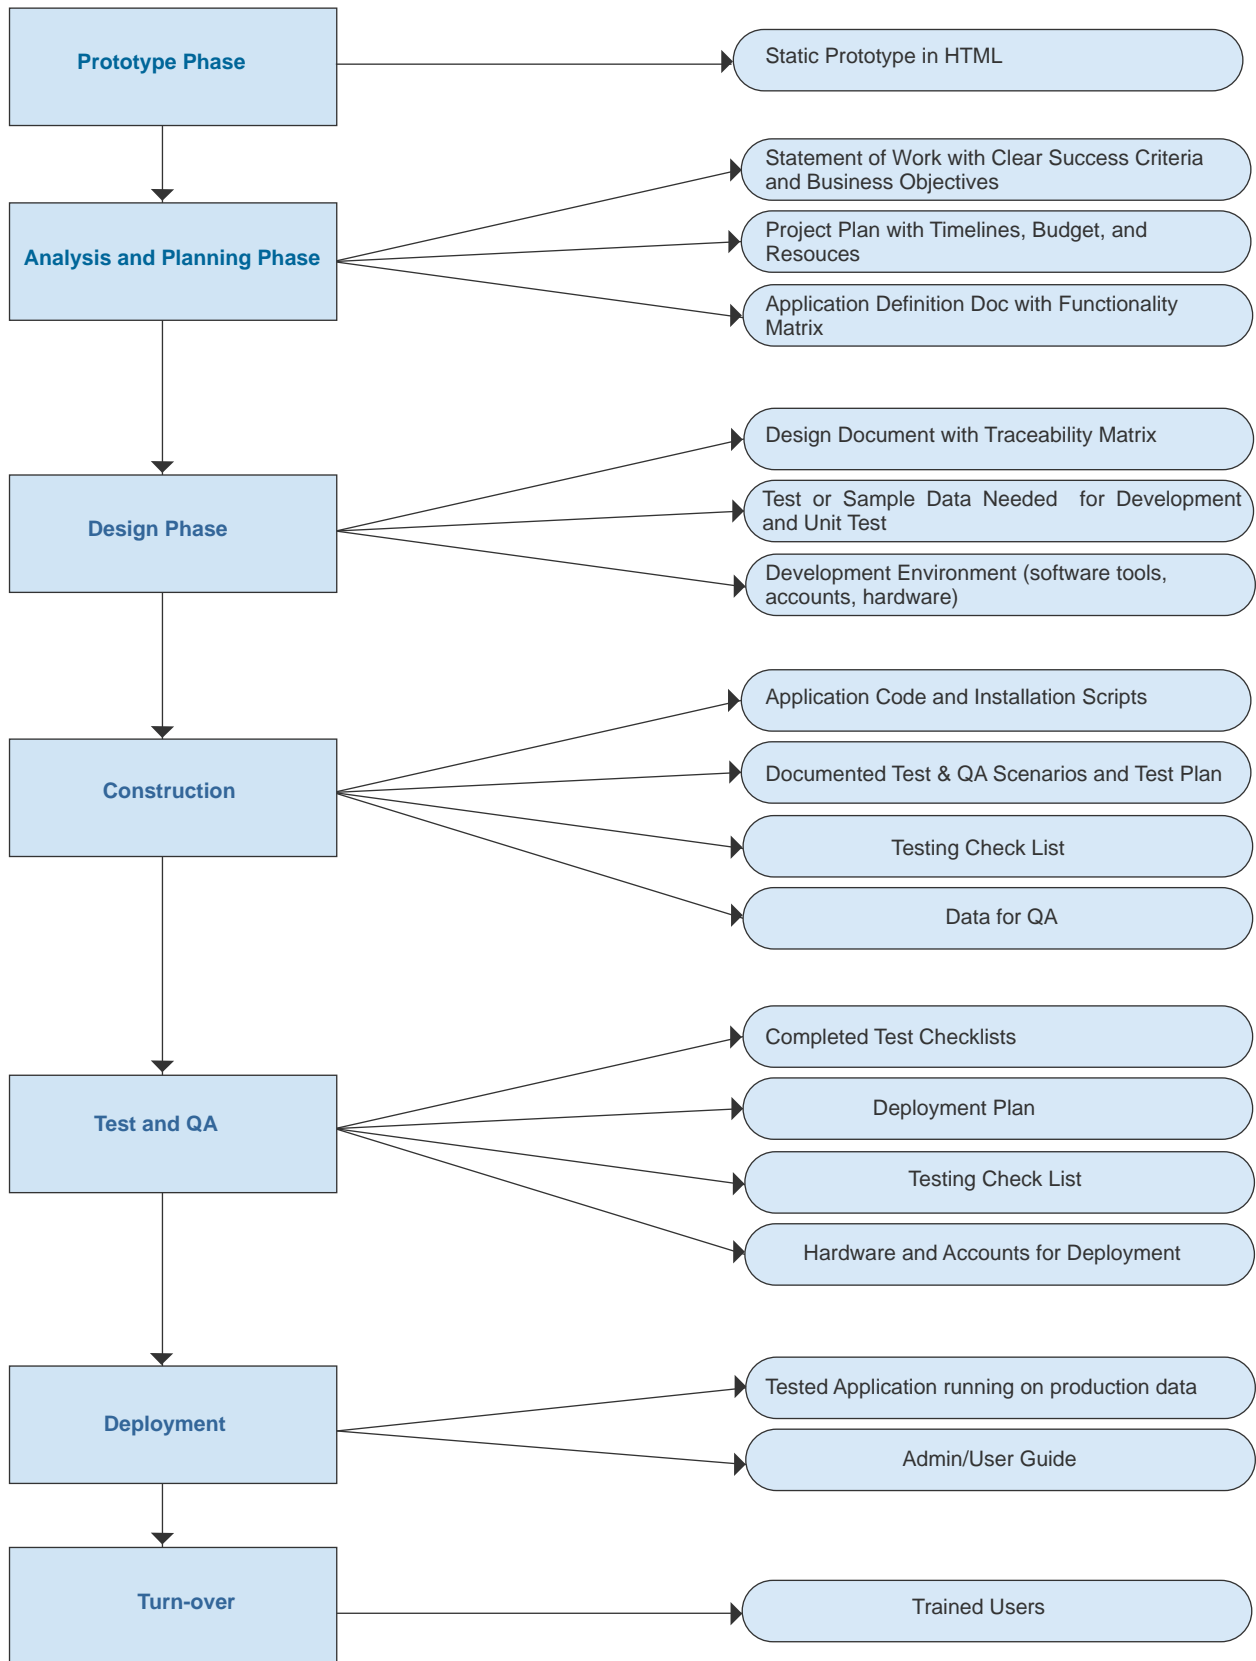 Prototype Phase
Static Prototype in HTML
Statement of Work with Clear Success Criteria
and Business Objectives
Analysis and Planning Phase
Project Plan with Timelines, Budget, and
Resouces
Application Definition Doc with Functionality
Matrix
Design Document with Traceability Matrix
Design Phase
Test or Sample Data Needed for Development
and Unit Test
Development Environment (software tools,
accounts, hardware)
Application Code and Installation Scripts
Construction
Documented Test & QA Scenarios and Test Plan
Testing Check List
Data for QA
Completed Test Checklists
Test and QA
Deployment Plan
Testing Check List
Hardware and Accounts for Deployment
Tested Application running on production data
Deployment
Admin/User Guide
Turn-over
Trained Users